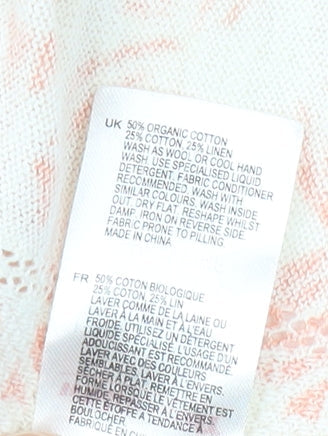 UK 50% ORGANIC COTTON
25% COTTON, 25% LINEN
WASH AS WOOL OR COOL HAND
WASH. USE SPECIALISED LIQUID
DETERGENT. FABRIC CONDITIONER
RECOMMENDED. WASH WITH
SIMILAR COLOURS. WASH INSIDE
OUT. DRY FLAT. RESHAPE WHILST
DAMP. IRON ON REVERSE SIDE.
FABRIC PRONE TO PILLING.
MADE IN CHINA
FR 50% COTON BIOLOGIQUE
25% COTON, 25% LIN
LAVER COMME DE LA LAINE OU
LAVER À LA MAIN ET À L'EAU
FROIDE. UTILISEZ UN DÉTERGENT
LIQUIDE SPÉCIALISÉ. L'USAGE D'UN
ADOUCISSANT EST RECOMMANDÉ.
LAVER AVEC DES COULEURS
SEMBLABLES. LAVER À L'ENVERS.
SÉCHER À PLAT, REMETTRE EN
FORME LORSQUE LE VÊTEMENT EST
HUMIDE. REPASSER À L'ENVERS.
CETTE ÉTOFFE A TENDANCE À
BOULOCHER
FABRIQUÉ EN